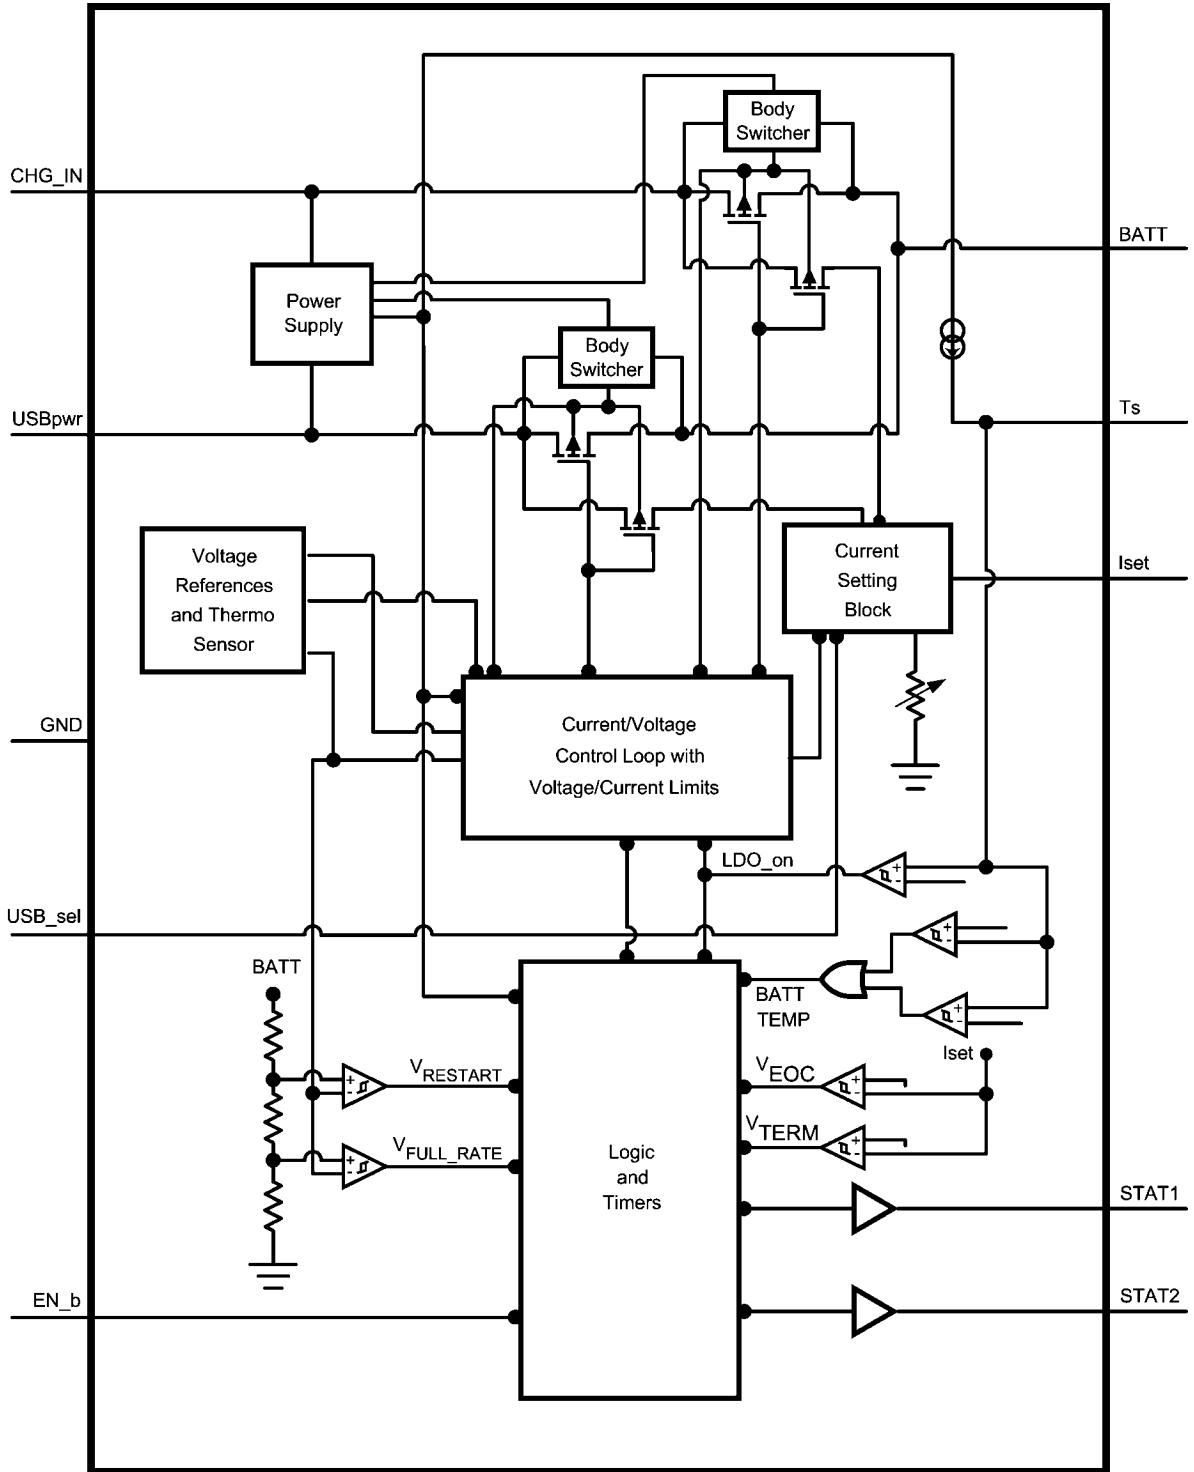 Body
Switcher
CHG_IN
BATT
Power
Supply
Body
Switcher
Ts
USBpwr
Voltage
References
and Thermo
Sensor
Current
Setting
Block
Iset
GND
Current/Voltage
Control Loop with
Voltage/Current Limits
LDO_on
+
-
USB_sel
+
-
BATT
BATT
TEMP
+
-
Iset
VRESTART
+
-
VEOC
+
-
VFULL_RATE
+
-
VTERM
+
-
Logic
and
Timers
STAT1
EN_b
STAT2